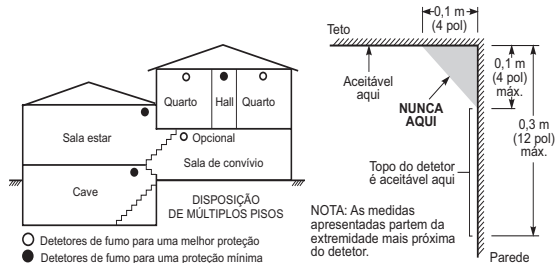 Quarto
Hall
Quarto
Sala estar
Opcional
Sala de convívio
Cave
DISPOSIÇÃO
DE MÚLTIPLOS PISOS
Detetores de fumo para uma melhor proteção
Detetores de fumo para uma proteção mínima
0,1 m
(4 pol)
Teto
Aceitável
aqui
NUNCA
AQUI
0,1 m
(4 pol)
máx.
0,3 m
(12 pol)
máx.
Topo do detetor
é aceitável aqui
NOTA: As medidas
apresentadas partem da
extremidade mais próxima
do detetor.
Parede